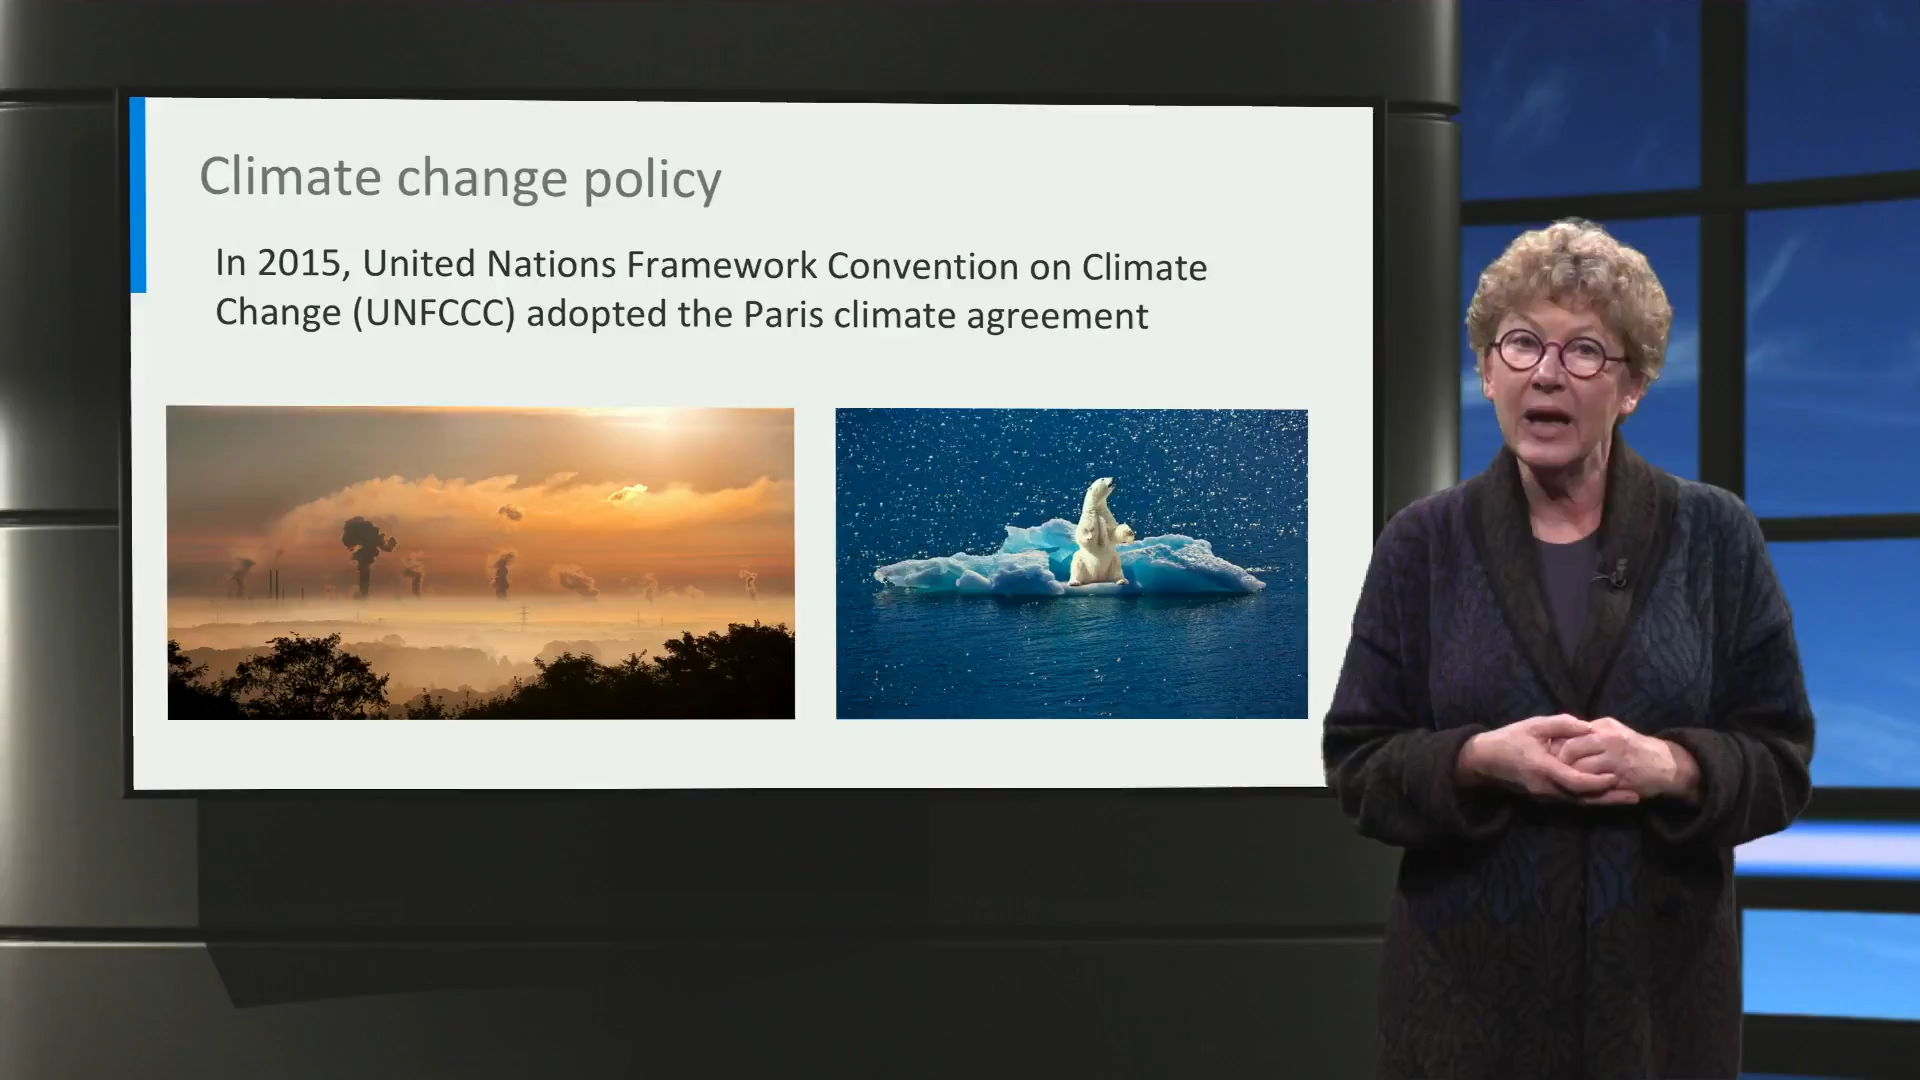 Climate change policy
In 2015, United Nations Framework Convention on Climate
Change (UNFCCC) adopted the Paris climate agreement